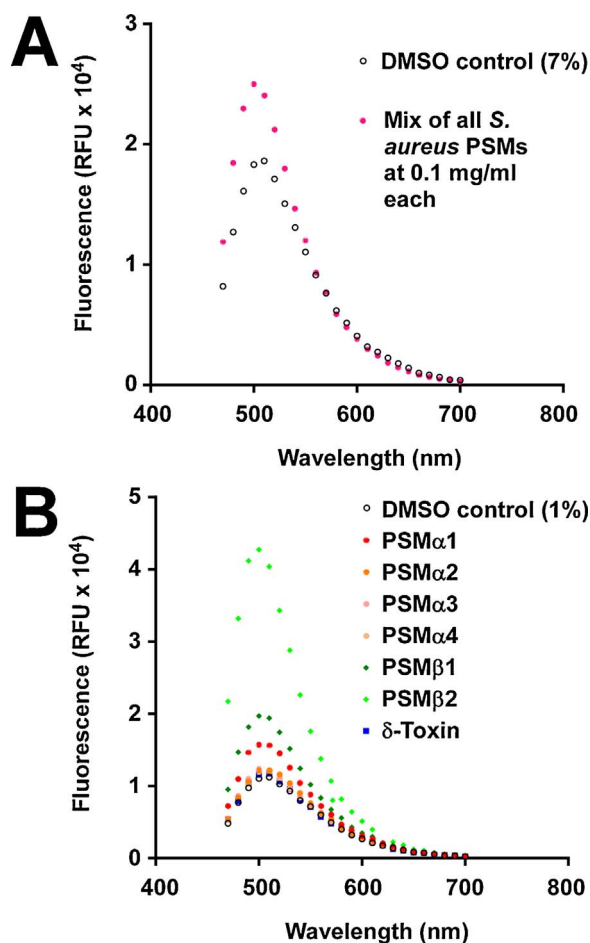 A
Fluorescence (RFU x 10⁴)
3
2
1
0
400
500
600
700
800
Wavelength (nm)
DMSO control (7%)
Mix of all S.
aureus PSMs
at 0.1 mg/ml
each
B
Fluorescence (RFU x 10⁴)
5
4
3
2
1
0
400
500
600
700
800
Wavelength (nm)
DMSO control (1%)
PSMα1
PSMα2
PSMα3
PSMα4
PSMβ1
PSMβ2
δ-Toxin